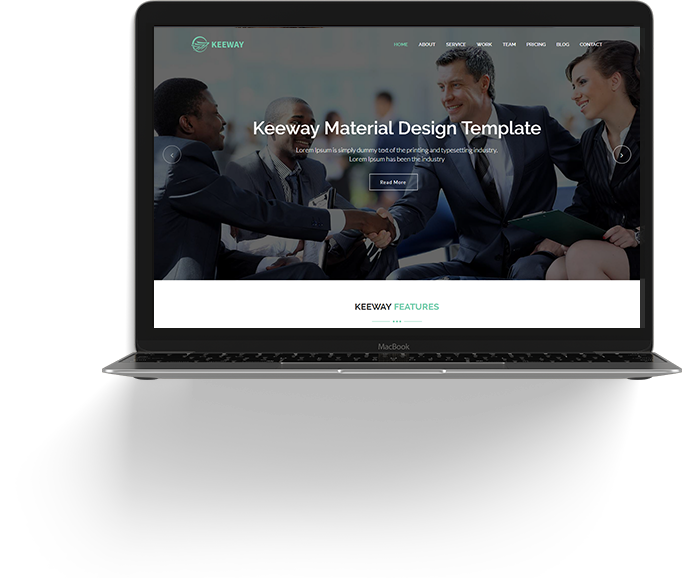 KEEWAY
HOME ABOUT SERVICE WORK TEAM PRICING BLOG CONTACT
Keeway Material Design Template
Lorem Ipsum is simply dummy text of the printing and typesetting industry.
Lorem Ipsum has been the industry
Read More
KEEWAY FEATURES
MacBook